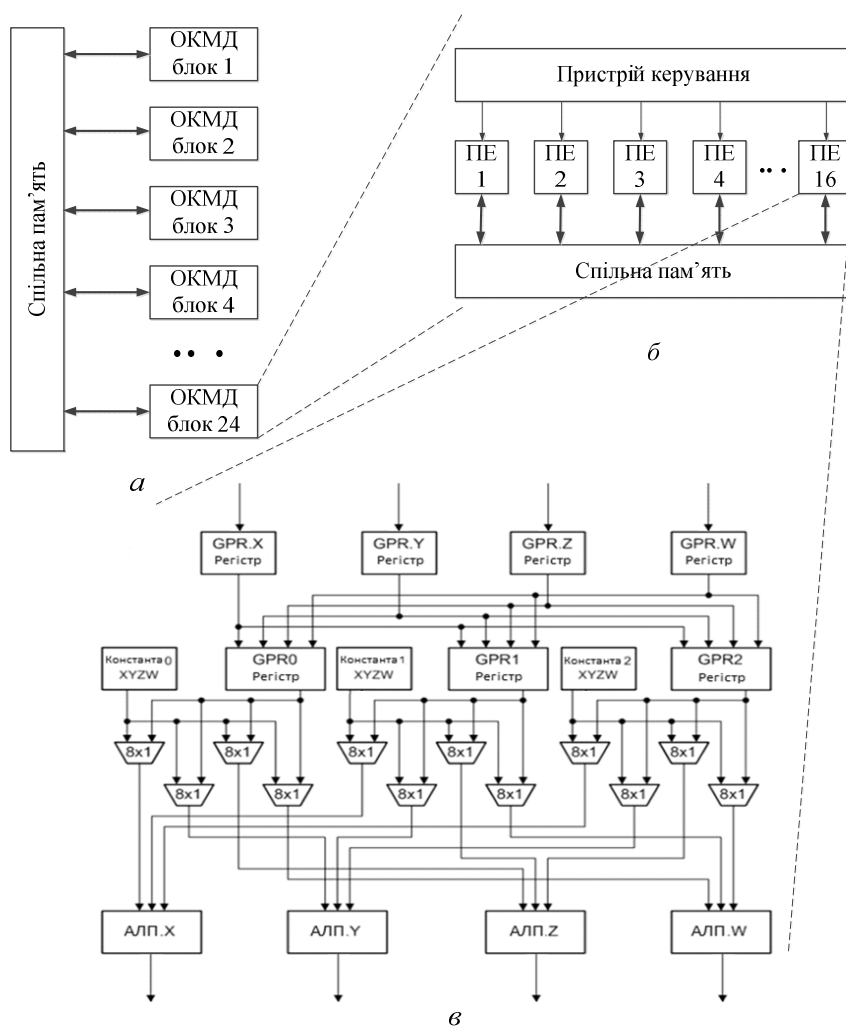 Спільна пам’ять
ОКМД
блок 1
ОКМД
блок 2
ОКМД
блок 3
ОКМД
блок 4
.. .
ОКМД
блок 24
а
Пристрій керування
ПЕ
1
ПЕ
2
ПЕ
3
ПЕ
4
.. .
ПЕ
16
Спільна пам’ять
б
GPR.X
Регістр
GPR.Y
Регістр
GPR.Z
Регістр
GPR.W
Регістр
Константа 0
XYZW
GPR0
Регістр
Константа 1
XYZW
GPR1
Регістр
Константа 2
XYZW
GPR2
Регістр
8x1
8x1
8x1
8x1
8x1
8x1
8x1
8x1
8x1
8x1
8x1
8x1
АЛП.X
АЛП.Y
АЛП.Z
АЛП.W
в